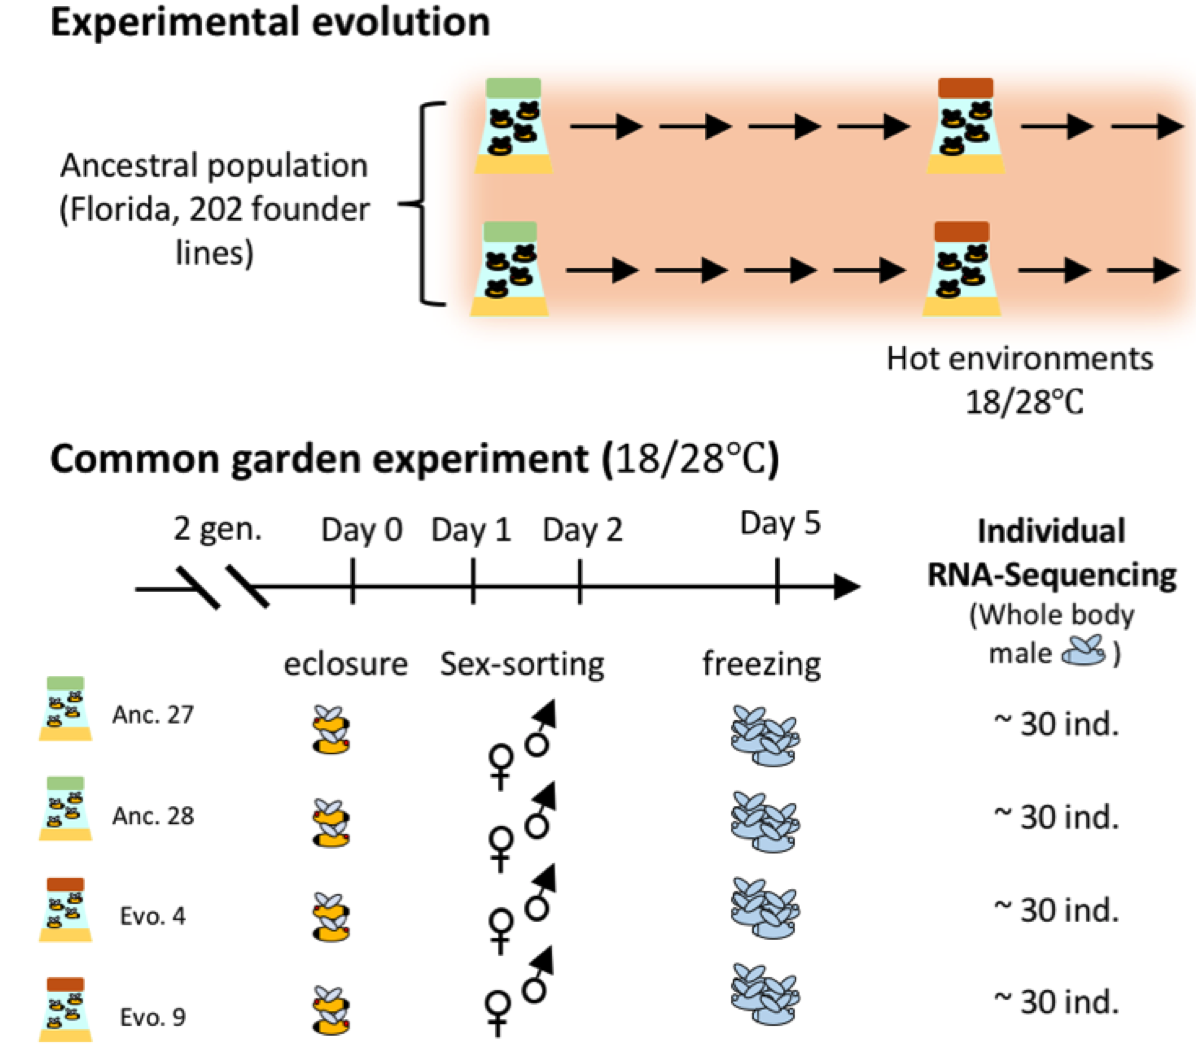 Experimental evolution
Ancestral population
(Florida, 202 founder
lines)
Hot environments
18/28°C
Common garden experiment (18/28°C)
2 gen.
Day 0
Day 1
Day 2
Day 5
Individual
RNA-Sequencing
(Whole body
male )
eclosure
Sex-sorting
freezing
Anc. 27
~ 30 ind.
Anc. 28
~ 30 ind.
Evo. 4
~ 30 ind.
Evo. 9
~ 30 ind.